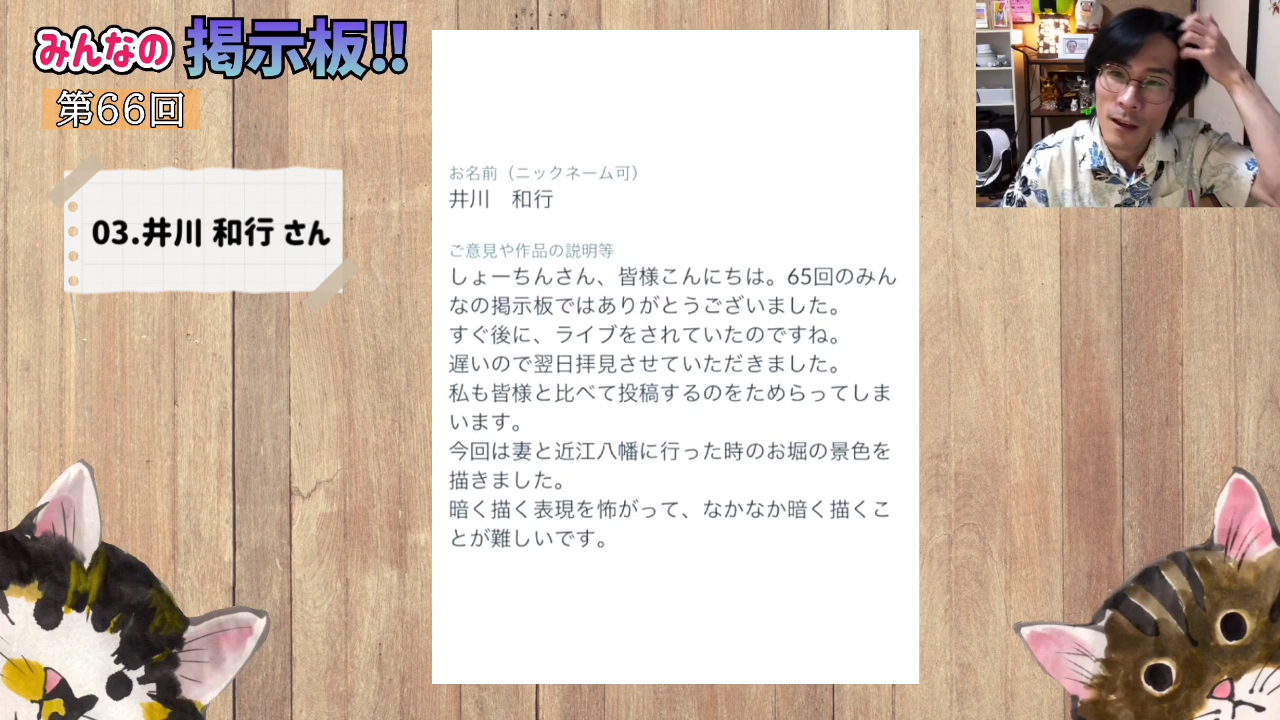 みんなの掲示板!!
第66回
03.井川 和行 さん
お名前（ニックネーム可）
井川　和行
ご意見や作品の説明等
しょーちんさん、皆様こんにちは。65回のみん
なの掲示板ではありがとうございました。
すぐ後に、ライブをされていたのですね。
遅いので翌日拝見させていただきました。
私も皆様と比べて投稿するのをためらってしま
います。
今回は妻と近江八幡に行った時のお堀の景色を
描きました。
暗く描く表現を怖がって、なかなか暗く描くこ
とが難しいです。